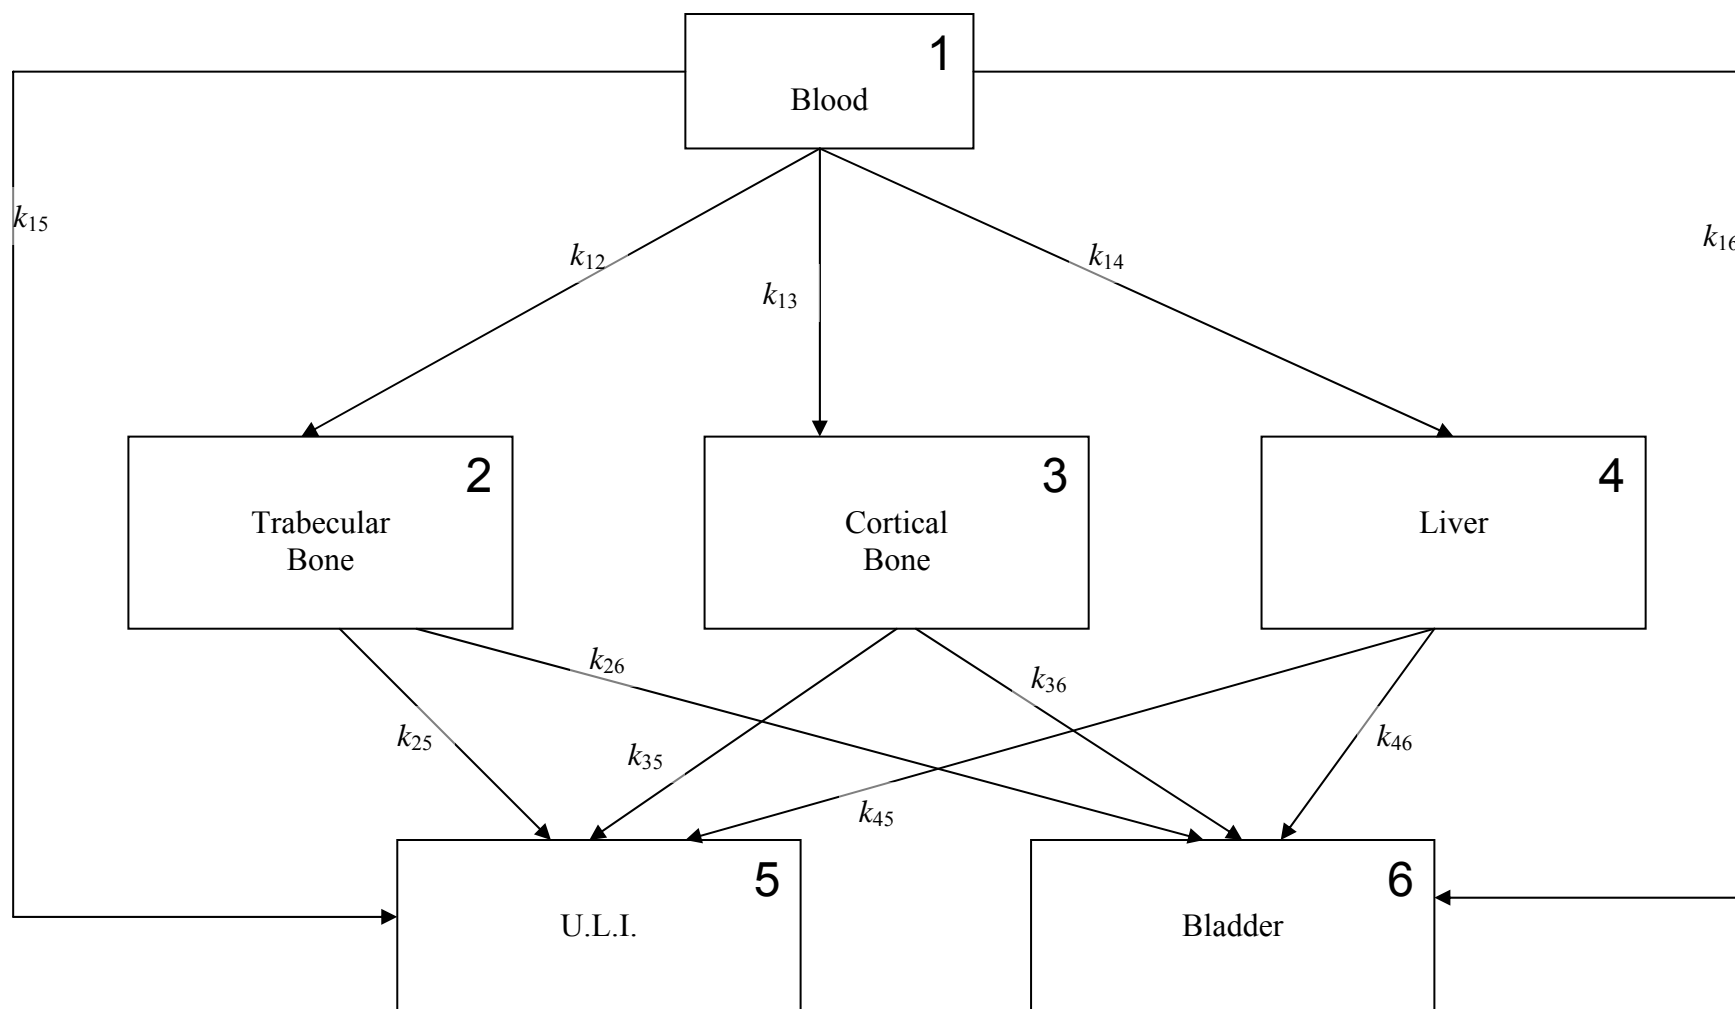 1
Blood
k15
k16
k12
k14
k13
2
3
4
Trabecular
Bone
Cortical
Bone
Liver
k26
k36
k25
k46
k35
k45
5
6
U.L.I.
Bladder